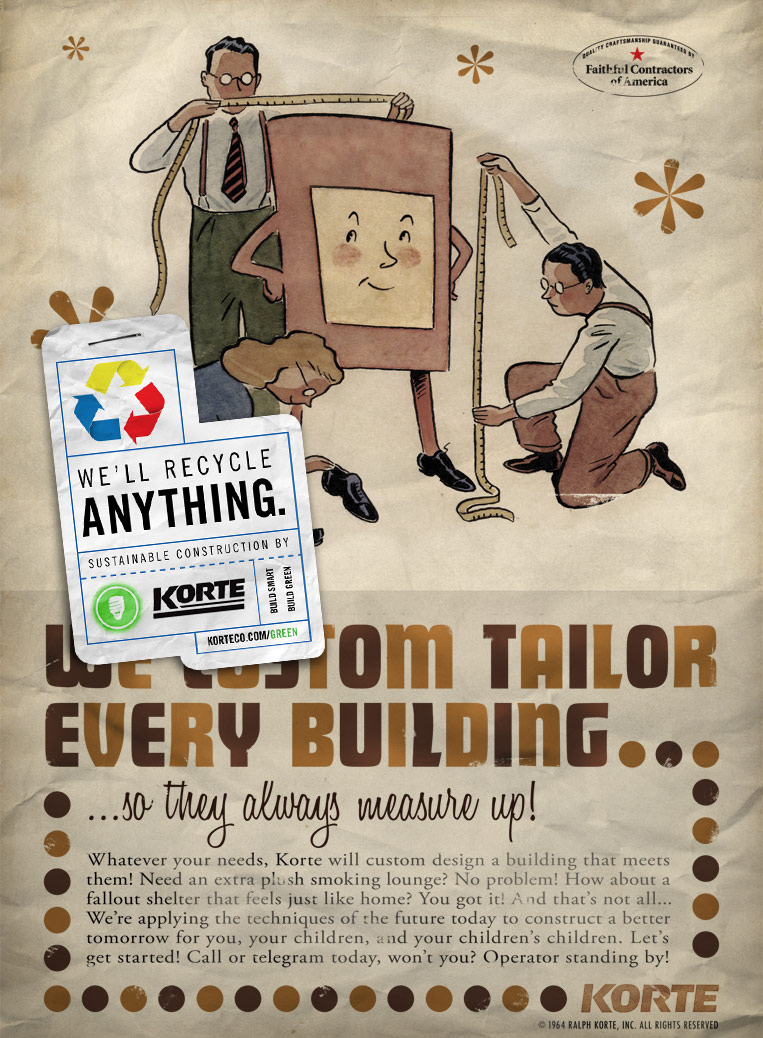 QUALITY CRAFTSMANSHIP GUARANTEED BY
Faithful Contractors
of America
WE'LL RECYCLE
ANYTHING.
SUSTAINABLE CONSTRUCTION BY
KORTE
BUILD SMART
BUILD GREEN
KORTECO.COM/GREEN
WE CUSTOM TAILOR
EVERY BUILDING...
...so they always measure up!
Whatever your needs, Korte will custom design a building that meets
them! Need an extra plush smoking lounge? No problem! How about a
fallout shelter that feels just like home? You got it! And that's not all...
We're applying the techniques of the future today to construct a better
tomorrow for you, your children, and your children's children. Let's
get started! Call or telegram today, won't you? Operator standing by!
KORTE
© 1964 RALPH KORTE, INC. ALL RIGHTS RESERVED